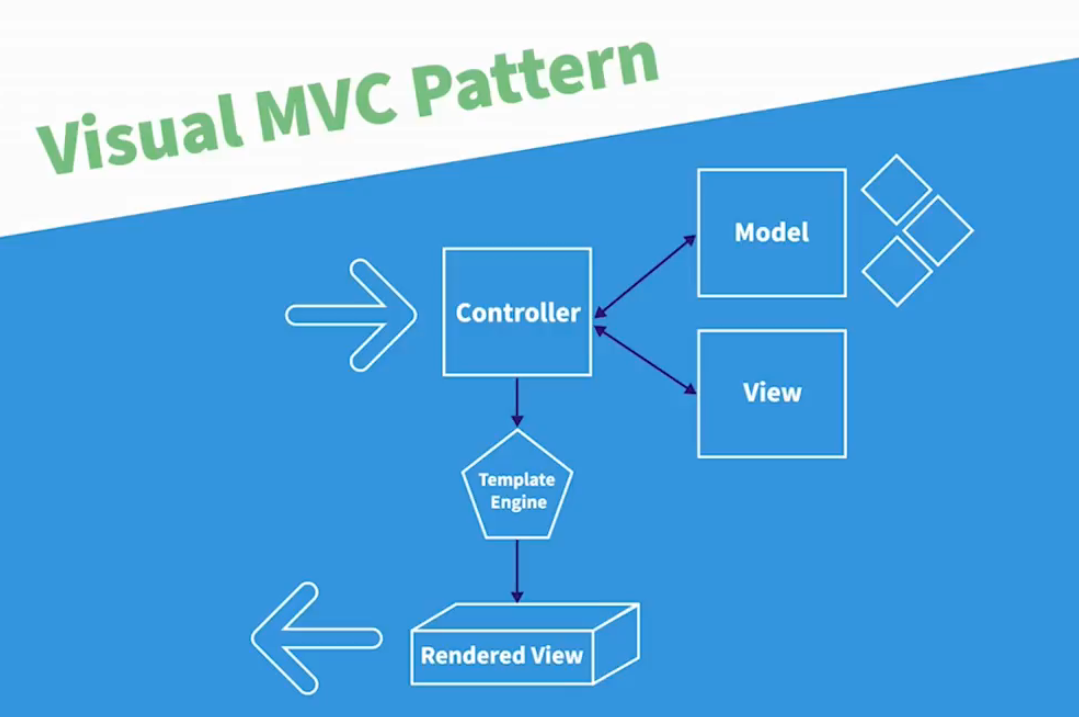 Visual MVC Pattern
Model
Controller
View
Template
Engine
Rendered View